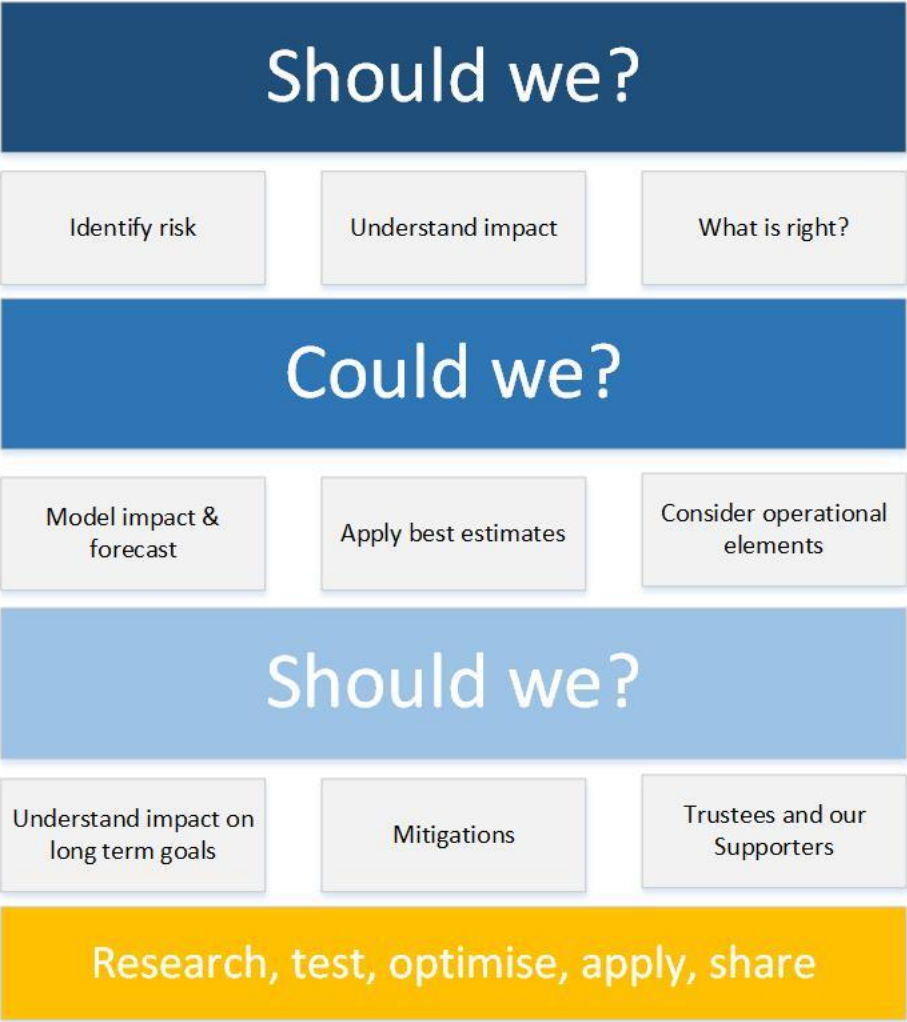 Should we?
Identify risk
Understand impact
What is right?
Could we?
Model impact &
forecast
Apply best estimates
Consider operational
elements
Should we?
Understand impact on
long term goals
Mitigations
Trustees and our
Supporters
Research, test, optimise, apply, share